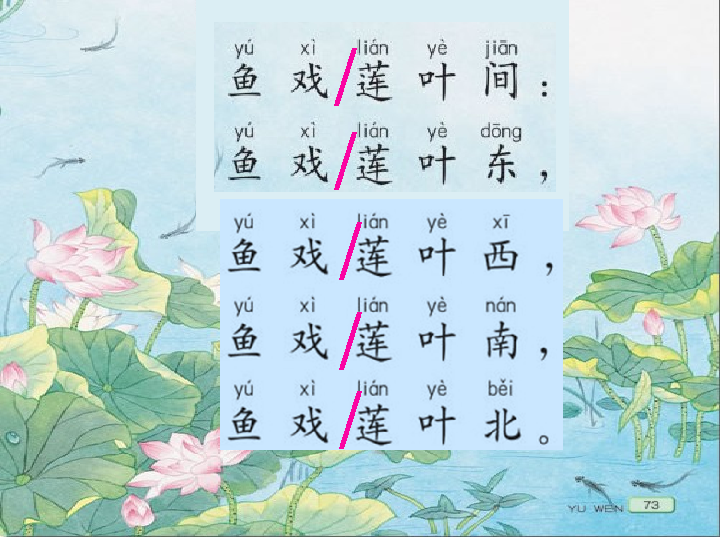 yú xì lián yè jiān
鱼戏莲叶间：
yú xì lián yè dōng
鱼戏莲叶东，
yú xì lián yè xī
鱼戏莲叶西，
yú xì lián yè nán
鱼戏莲叶南，
yú xì lián yè běi
鱼戏莲叶北。
YU WEN 73